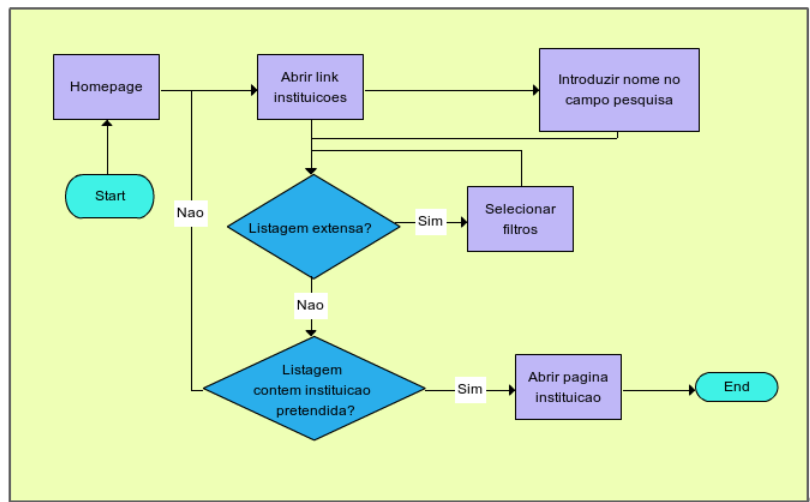 Homepage
Abrir link
instituicoes
Introduzir nome no
campo pesquisa
Start
Nao
Listagem extensa?
Sim
Selecionar
filtros
Nao
Listagem
contem instituicao
pretendida?
Sim
Abrir pagina
instituicao
End